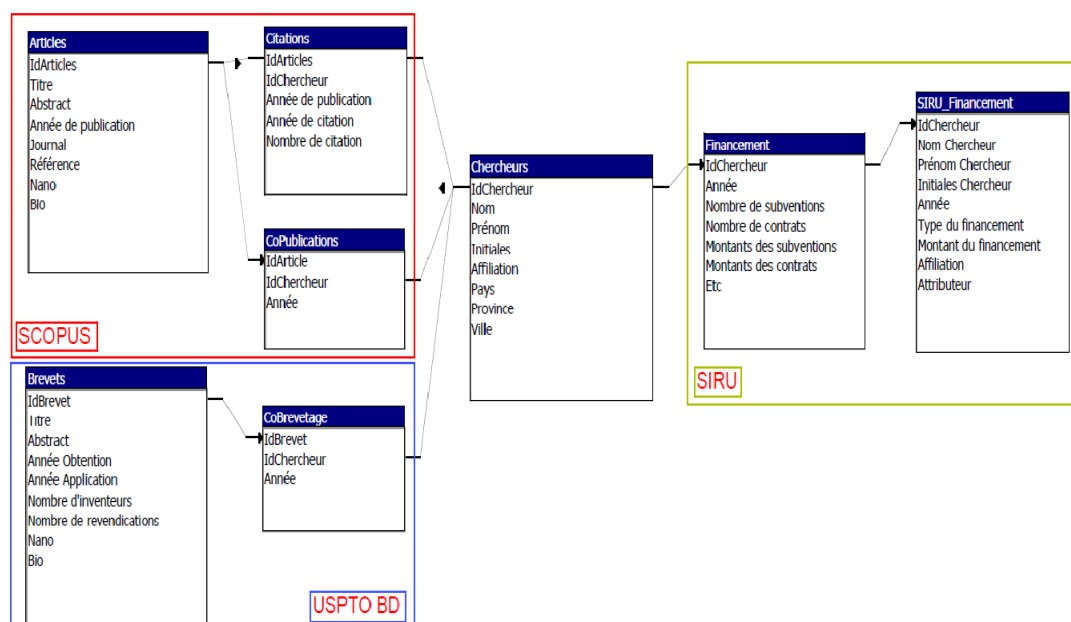 Articles
IdArticles
Titre
Abstract
Année de publication
Journal
Référence
Nano
Bio
Citations
IdArticles
IdChercheur
Année de publication
Année de citation
Nombre de citation
CoPublications
IdArticle
IdChercheur
Année
SCOPUS
Brevets
IdBrevet
Titre
Abstract
Année Obtention
Année Application
Nombre d'inventeurs
Nombre de revendications
Nano
Bio
CoBrevetage
IdBrevet
IdChercheur
Année
USPTO BD
Chercheurs
IdChercheur
Nom
Prénom
Initiales
Affiliation
Pays
Province
Ville
Financement
IdChercheur
Année
Nombre de subventions
Nombre de contrats
Montants des subventions
Montants des contrats
Etc
SIRU_Financement
IdChercheur
Nom Chercheur
Prénom Chercheur
Initiales Chercheur
Année
Type du financement
Montant du financement
Affiliation
Attributeur
SIRU